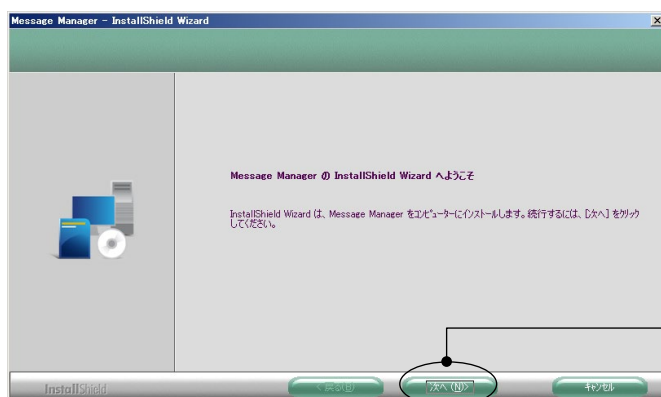 Message Manager - InstallShield Wizard
Message Manager の InstallShield Wizard へようこそ
InstallShield Wizard は、Message Manager をコンピューターにインストールします。続行するには、[次へ] をクリック
してください。
InstallShield
< 戻る(B)
次へ (N)>
キャンセル